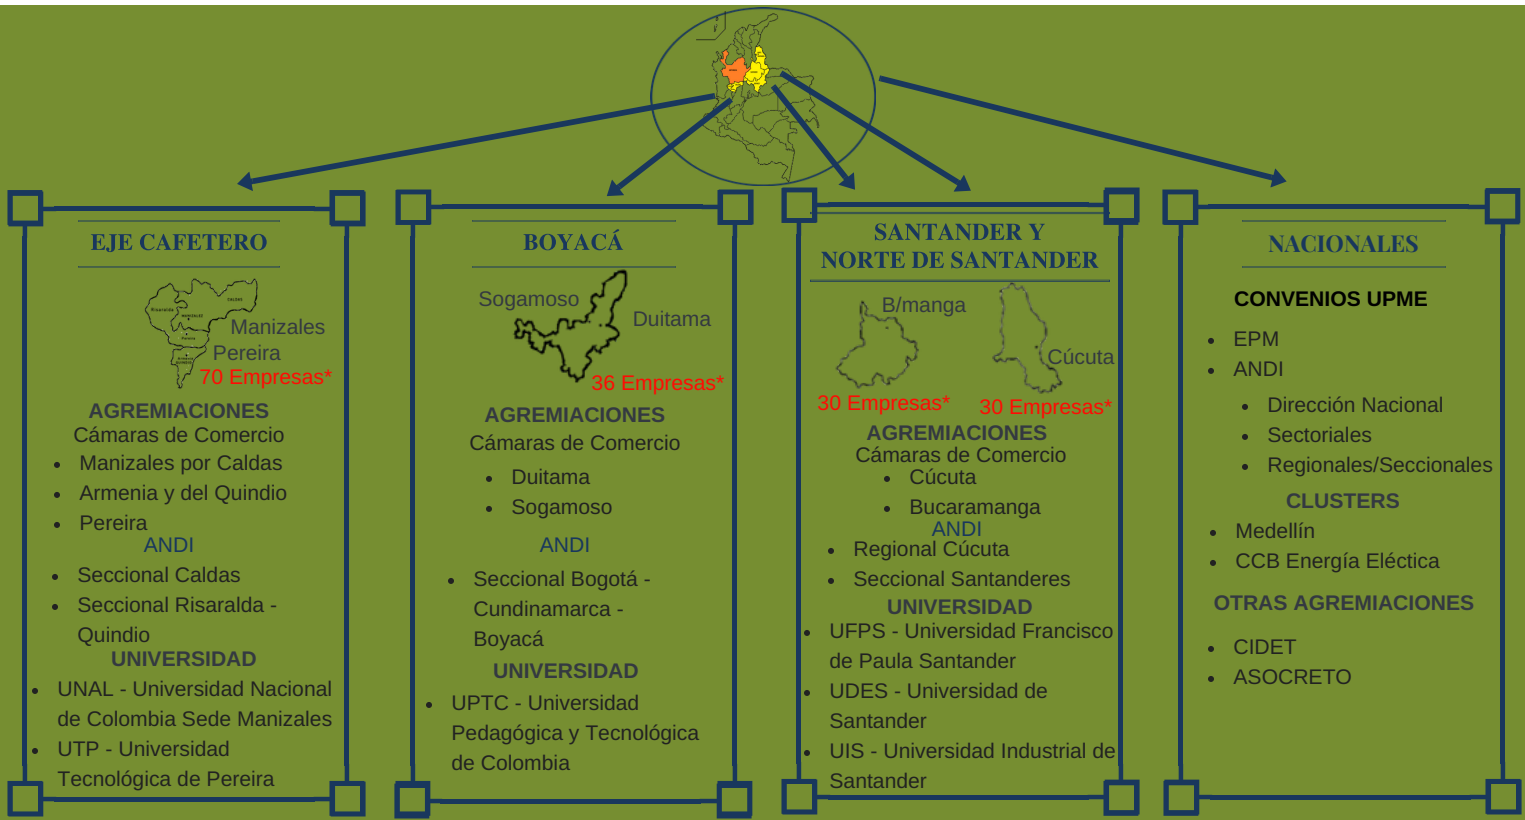 EJE CAFETERO
Manizales
Pereira
70 Empresas*
AGREMIACIONES
Cámaras de Comercio
• Manizales por Caldas
• Armenia y del Quindio
• Pereira
ANDI
• Seccional Caldas
• Seccional Risaralda -
Quindio
UNIVERSIDAD
• UNAL - Universidad Nacional
de Colombia Sede Manizales
• UTP - Universidad
Tecnológica de Pereira
BOYACÁ
Sogamoso
Duitama
36 Empresas*
AGREMIACIONES
Cámaras de Comercio
• Duitama
• Sogamoso
ANDI
• Seccional Bogotá -
Cundinamarca -
Boyacá
UNIVERSIDAD
• UPTC - Universidad
Pedagógica y Tecnológica
de Colombia
SANTANDER Y
NORTE DE SANTANDER
B/manga
Cúcuta
30 Empresas*
30 Empresas*
AGREMIACIONES
Cámaras de Comercio
• Cúcuta
• Bucaramanga
ANDI
• Regional Cúcuta
• Seccional Santanderes
UNIVERSIDAD
• UFPS - Universidad Francisco
de Paula Santander
• UDES - Universidad de
Santander
• UIS - Universidad Industrial de
Santander
NACIONALES
CONVENIOS UPME
• EPM
• ANDI
• Dirección Nacional
• Sectoriales
• Regionales/Seccionales
CLUSTERS
• Medellín
• CCB Energía Eléctica
OTRAS AGREMIACIONES
• CIDET
• ASOCRETO